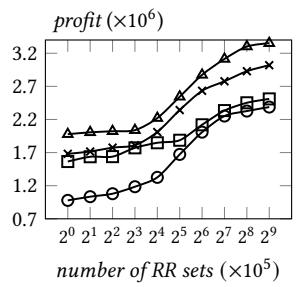 profit (×10⁶)
3.2
2.7
2.2
1.7
1.2
0.7
2⁰ 2¹ 2² 2³ 2⁴ 2⁵ 2⁶ 2⁷ 2⁸ 2⁹
number of RR sets (×10⁵)